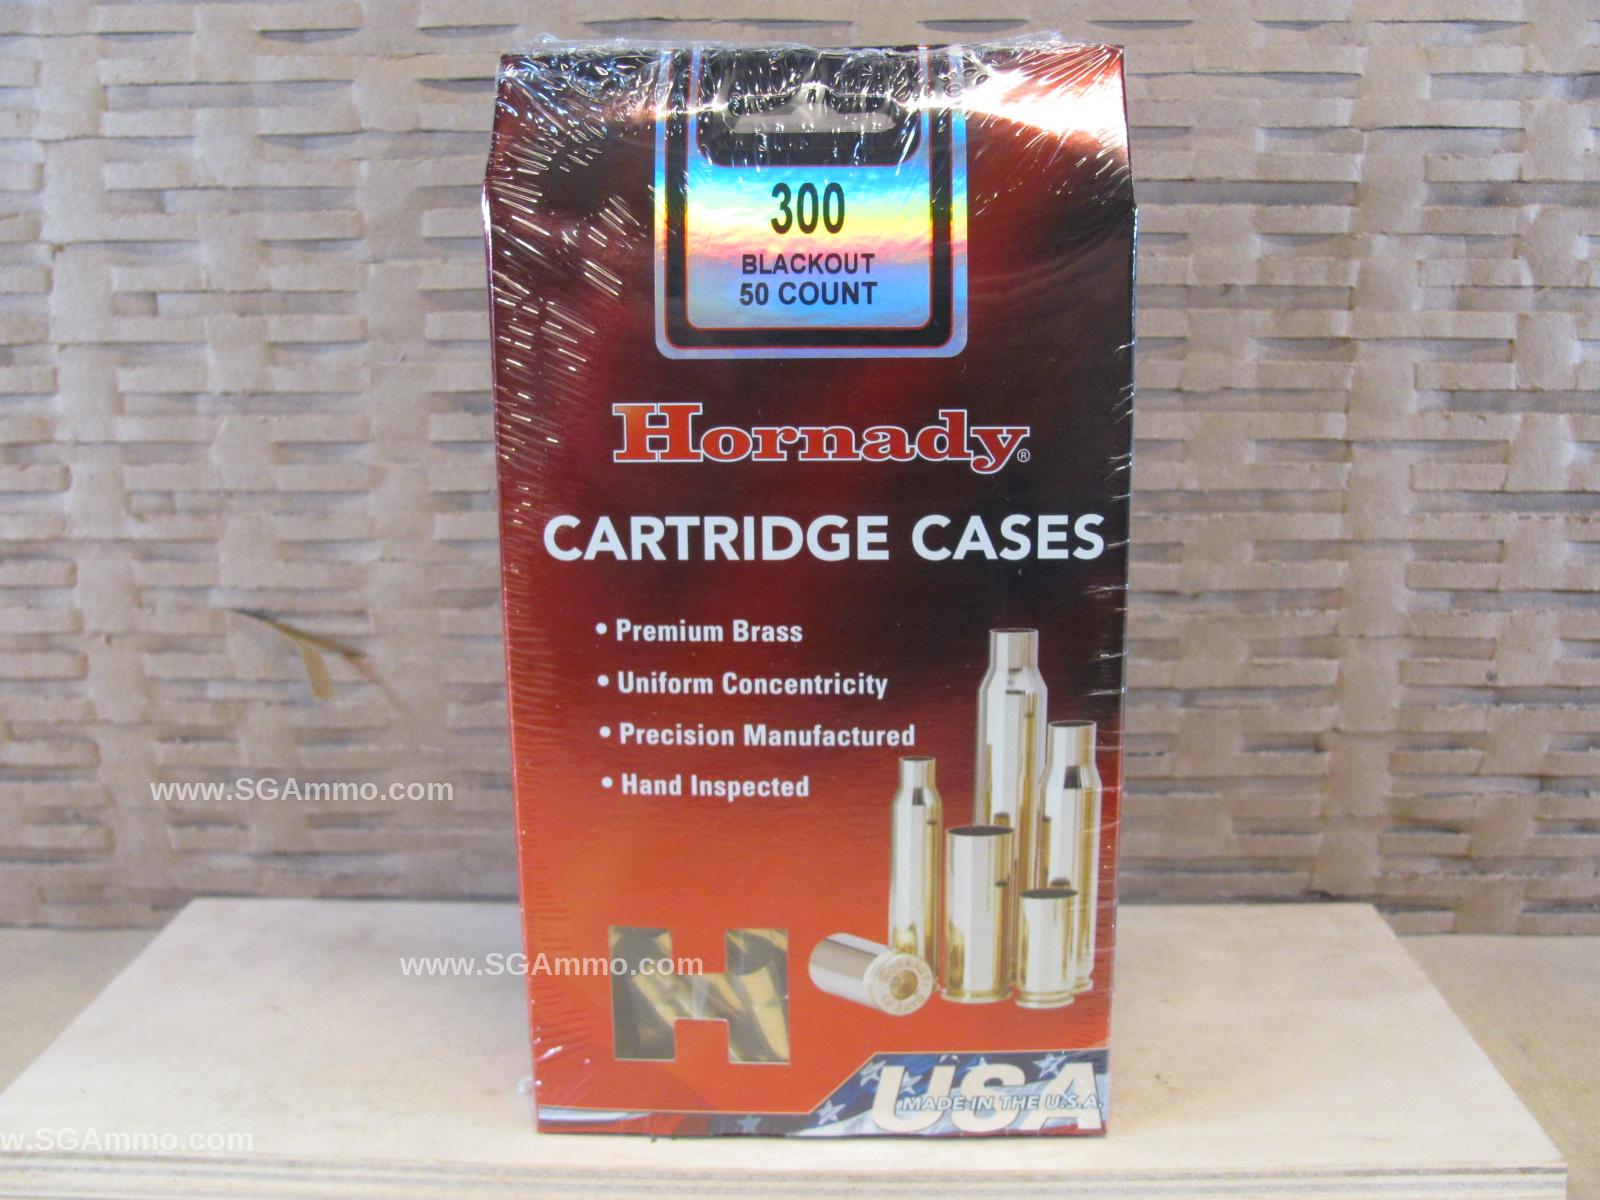 300
BLACKOUT
50 COUNT
Hornady®
CARTRIDGE CASES
• Premium Brass
• Uniform Concentricity
• Precision Manufactured
• Hand Inspected
www.SGAmmo.com
www.SGAmmo.com
USA
MADE IN THE U.S.A.
w.SGAmmo.com